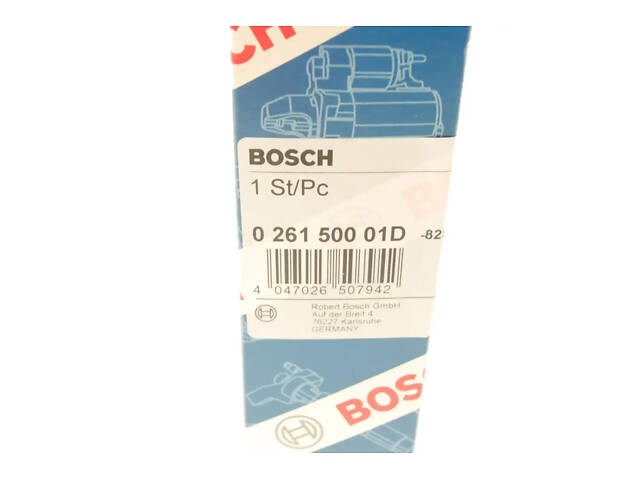 BOSCH
1 St/Pc
0 261 500 01D
4 047026 507942
Robert Bosch GmbH
Auf der Breit 4
76227 Karlsruhe
GERMANY
BOSCH